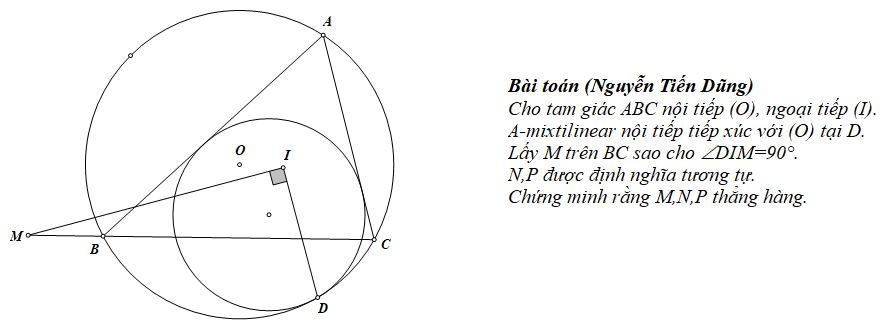 A
O
I
M
B
C
D
Bài toán (Nguyễn Tiến Dũng)
Cho tam giác ABC nội tiếp (O), ngoại tiếp (I).
A-mixtilinear nội tiếp tiếp xúc với (O) tại D.
Lấy M trên BC sao cho ∠DIM=90°.
N,P được định nghĩa tương tự.
Chứng minh rằng M,N,P thẳng hàng.